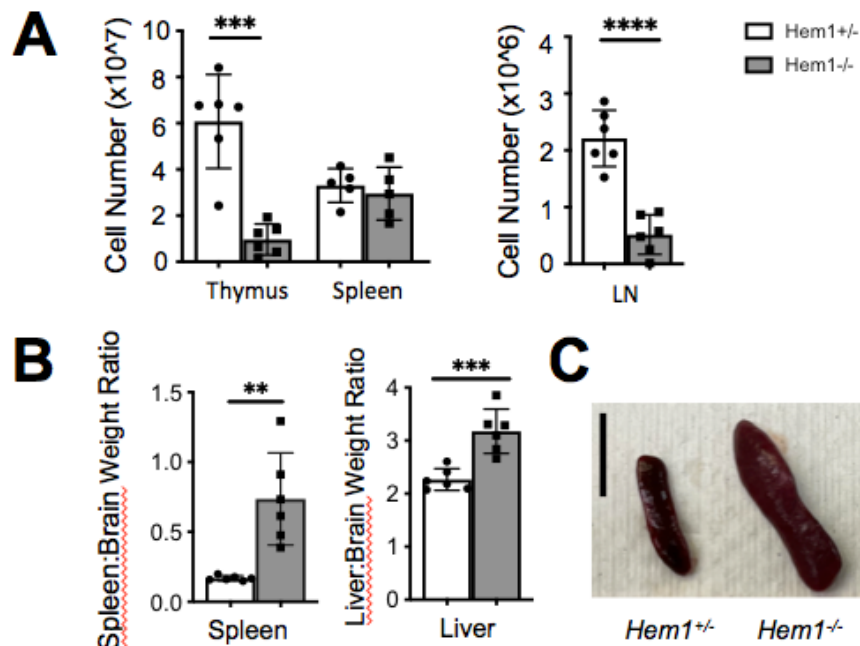 A
Cell Number (x10^7)
10
8
6
4
2
0
***
Thymus Spleen
Cell Number (x10^6)
4
3
2
1
0
****
LN
Hem1+/-
Hem1-/-
B
Spleen:Brain Weight Ratio
1.5
1.0
0.5
0.0
**
Spleen
Liver:Brain Weight Ratio
4
3
2
1
0
***
Liver
C
Hem1+/- Hem1-/-